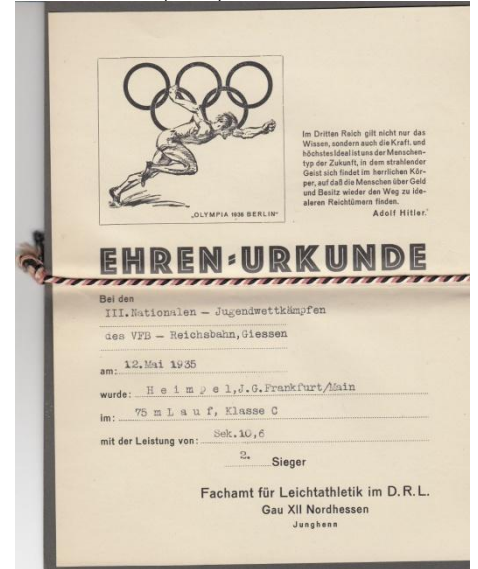 „OLYMPIA 1936 BERLIN“
Im Dritten Reich gilt nicht nur das
Wissen, sondern auch die Kraft. und
höchstes Ideal ist uns der Menschen-
typ der Zukunft, in dem strahlender
Geist sich findet im herrlichen Kör-
per, auf daß die Menschen über Geld
und Besitz wieder den Weg zu ide-
aleren Reichtümern finden.
Adolf Hitler.
EHREN-URKUNDE
Bei den
III.Nationalen – Jugendwettkämpfen
des VFB – Reichsbahn,Giessen
am: 12.Mai 1935
wurde: H e i m p e l,J.G.Frankfurt/Main
im: 75 m L a u f, Klasse C
mit der Leistung von: Sek.10,6
2. Sieger
Fachamt für Leichtathletik im D.R.L.
Gau XII Nordhessen
Junghenn